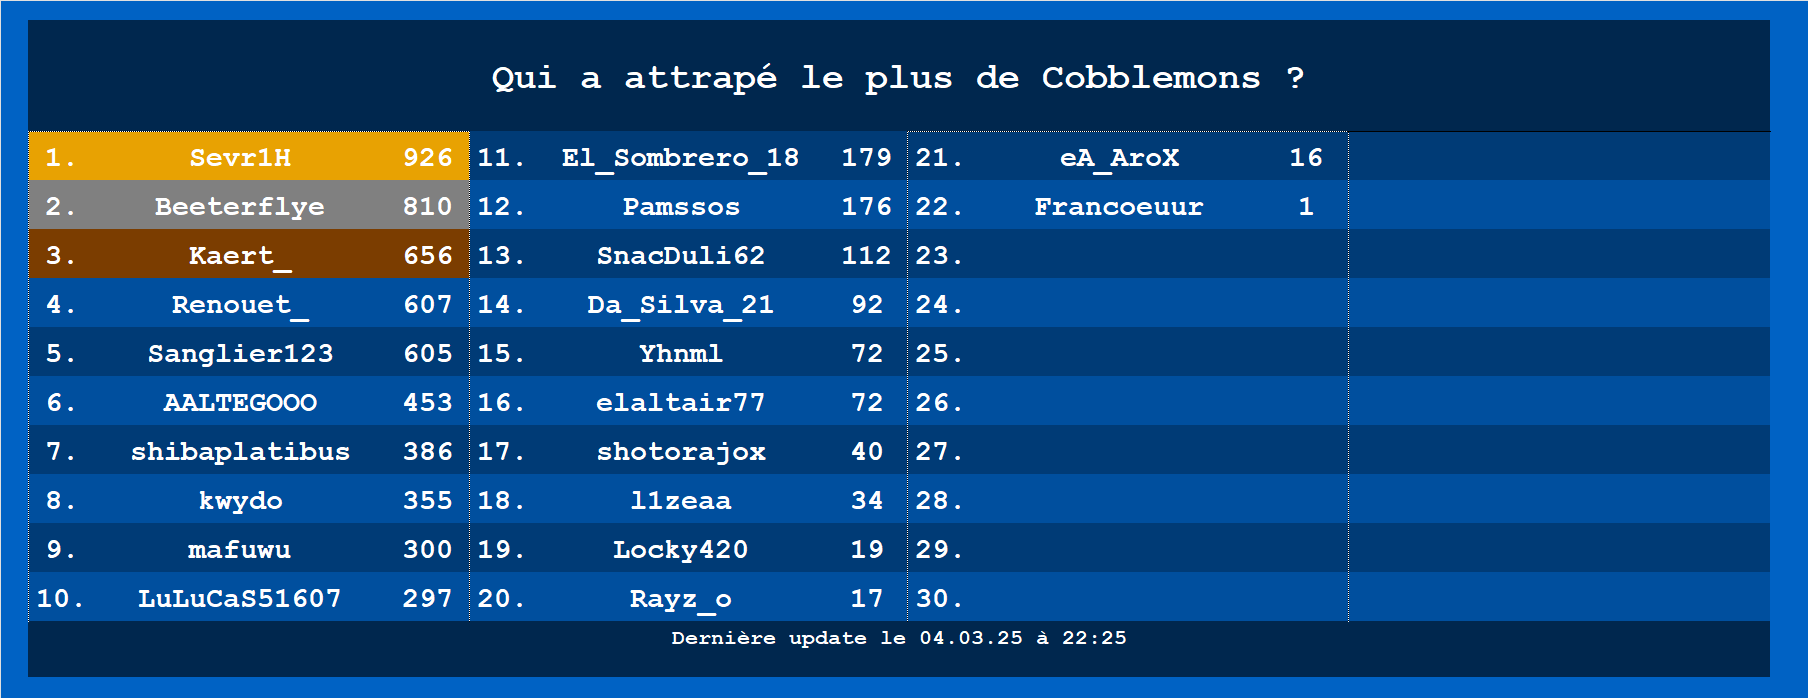 Qui a attrapé le plus de Cobblemons ?
1. Sevr1H 926
2. Beeterflye 810
3. Kaert_ 656
4. Renouet_ 607
5. Sanglier123 605
6. AALTEGOOO 453
7. shibaplatibus 386
8. kwydo 355
9. mafuwu 300
10. LuLuCaS51607 297
11. El_Sombrero_18 179
12. Pamssos 176
13. SnacDuli62 112
14. Da_Silva_21 92
15. Yhnml 72
16. elaltair77 72
17. shotorajox 40
18. l1zeaa 34
19. Locky420 19
20. Rayz_o 17
21. eA_AroX 16
22. Francoeuur 1
23.
24.
25.
26.
27.
28.
29.
30.
Dernière update le 04.03.25 à 22:25